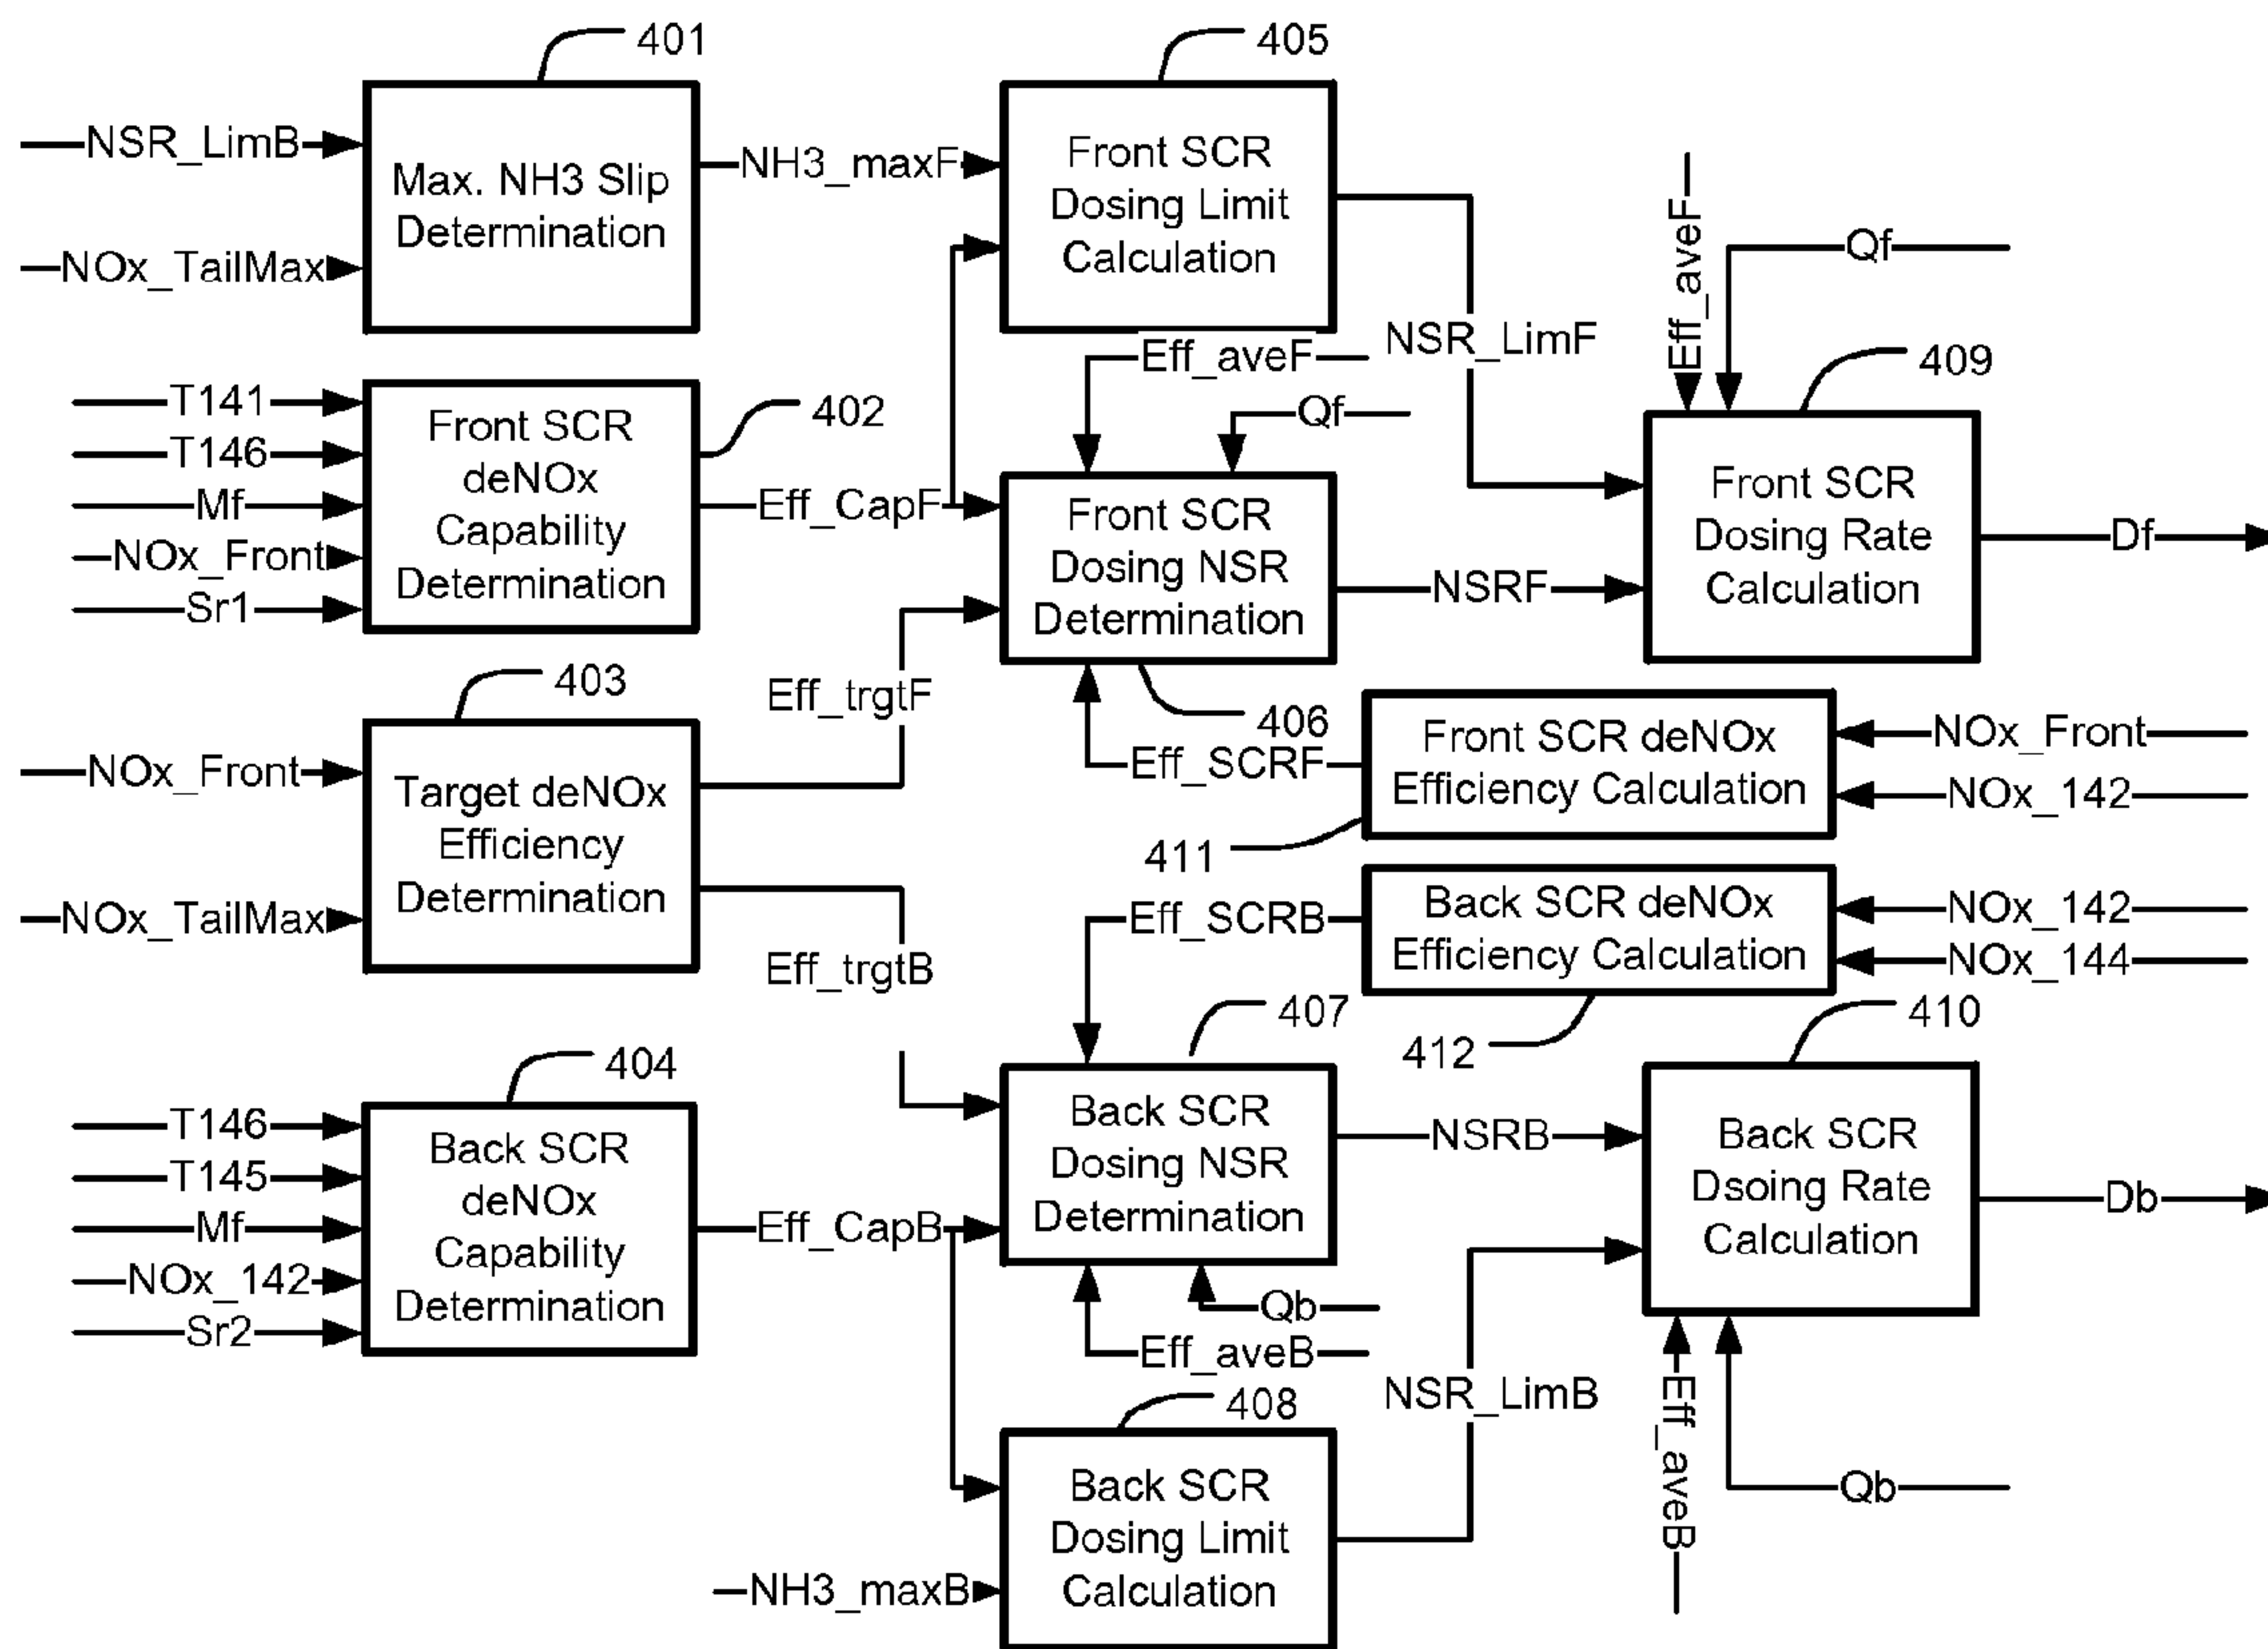 401
NSR_LimB
NOx_TailMax
Max. NH3 Slip
Determination
NH3_maxF
405
Front SCR
Dosing Limit
Calculation
NSR_LimF
T141
T146
Mf
NOx_Front
Sr1
Front SCR
deNOx
Capability
Determination
402
Eff_CapF
Eff_aveF
Qf
Front SCR
Dosing NSR
Determination
406
NSRF
Eff_aveF
Qf
409
Front SCR
Dosing Rate
Calculation
Df
403
NOx_Front
NOx_TailMax
Target deNOx
Efficiency
Determination
Eff_trgtF
Eff_trgtB
Eff_SCRF
Front SCR deNOx
Efficiency Calculation
NOx_Front
NOx_142
411
Eff_SCRB
Back SCR deNOx
Efficiency Calculation
NOx_142
NOx_144
412
404
T146
T145
Mf
NOx_142
Sr2
Back SCR
deNOx
Capability
Determination
Eff_CapB
407
Back SCR
Dosing NSR
Determination
NSRB
Qb
Eff_aveB
410
Back SCR
Dsoing Rate
Calculation
Db
408
NH3_maxB
Back SCR
Dosing Limit
Calculation
NSR_LimB
Eff_aveB
Qb